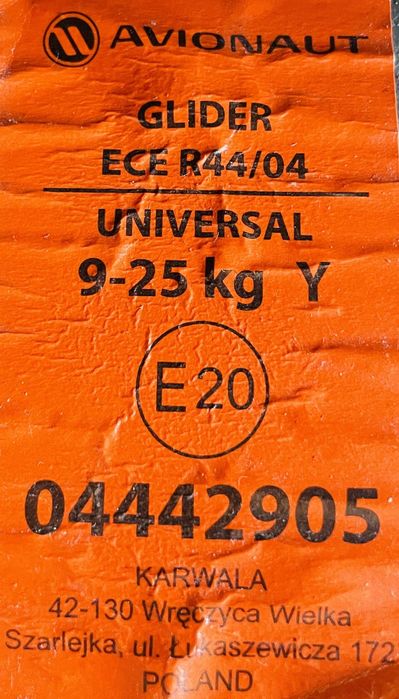 AVIONAUT
GLIDER
ECE R44/04
UNIVERSAL
9-25 kg Y
E20
04442905
KARWALA
42-130 Wręczyca Wielka
Szarlejka, ul. Łukaszewicza 172
POLAND